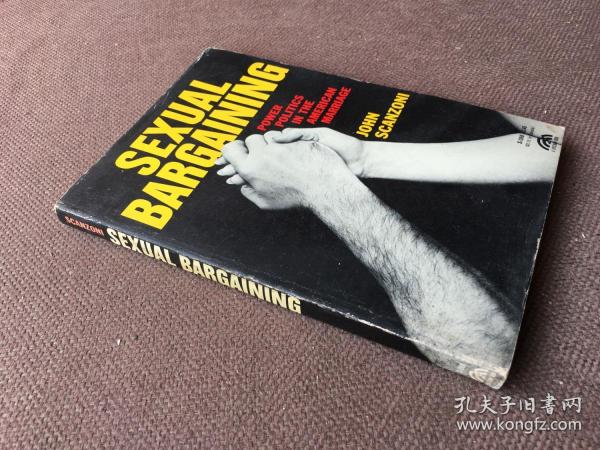 SEXUAL
BARGAINING
POWER
POLITICS
IN THE
AMERICAN
MARRIAGE
JOHN
SCANZONI
SCANZONI SEXUAL BARGAINING
孔夫子旧書网
www.kongfz.com